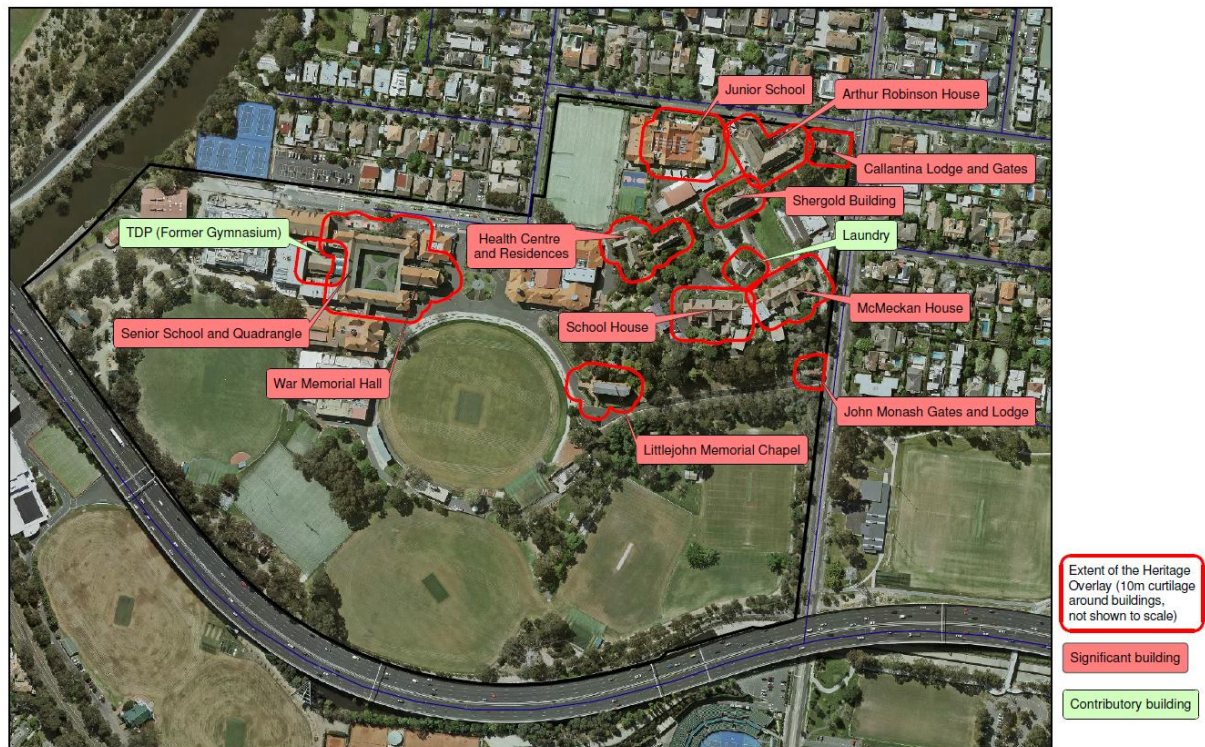 Junior School
Arthur Robinson House
Callantina Lodge and Gates
Shergold Building
TDP (Former Gymnasium)
Health Centre
and Residences
Laundry
Senior School and Quadrangle
School House
McMeckan House
War Memorial Hall
John Monash Gates and Lodge
Littlejohn Memorial Chapel
Extent of the Heritage
Overlay (10m curtilage
around buildings,
not shown to scale)
Significant building
Contributory building